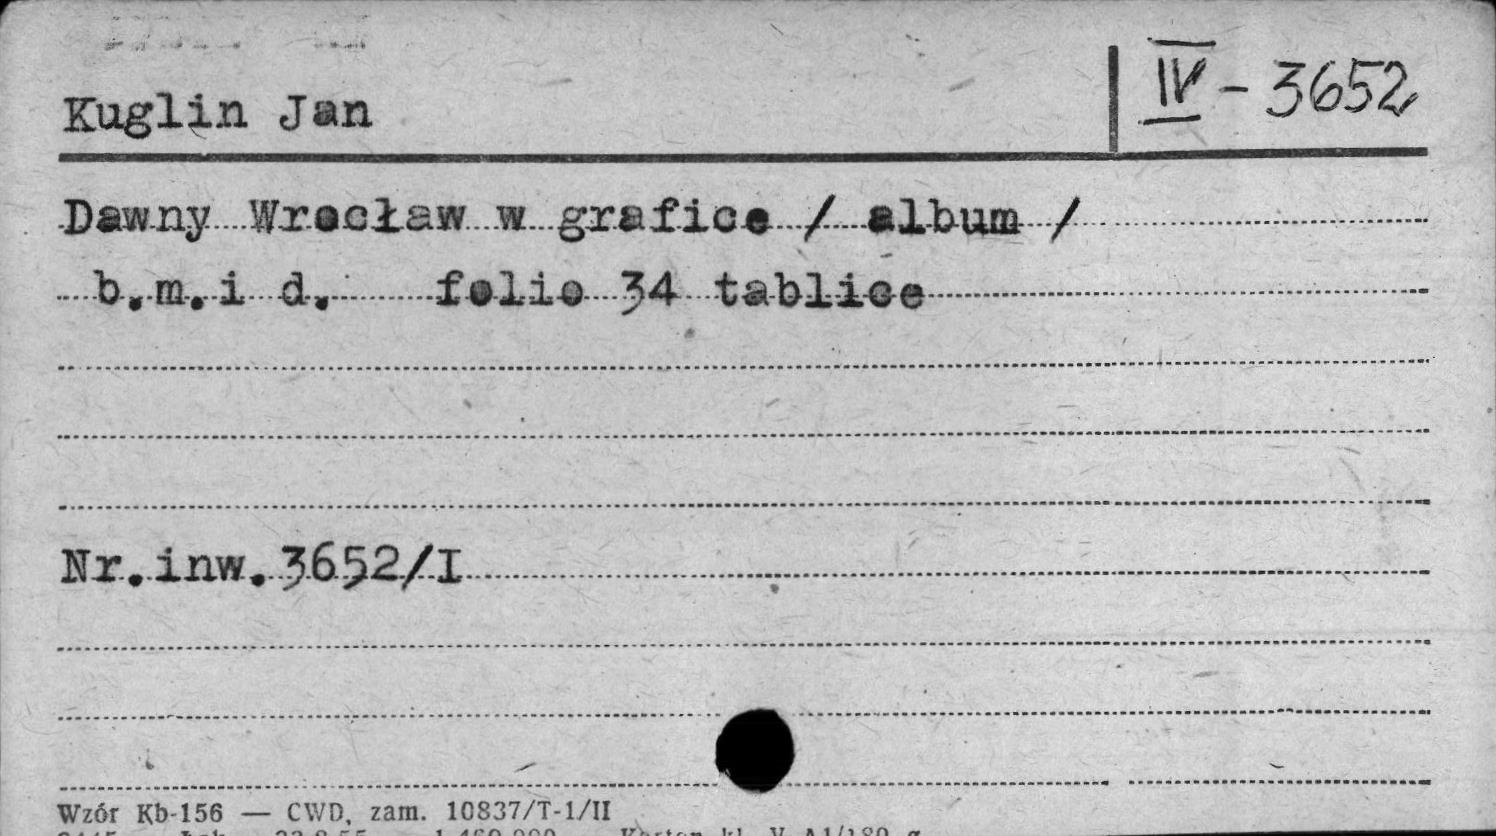 Kuglin Jan
IV - 3652
Dawny Wrocław w grafice / album /
b.m.i d. folio 34 tablice
Nr.inw.3652/I
Wzór Kb-156 — CWD, zam. 10837/T-1/II